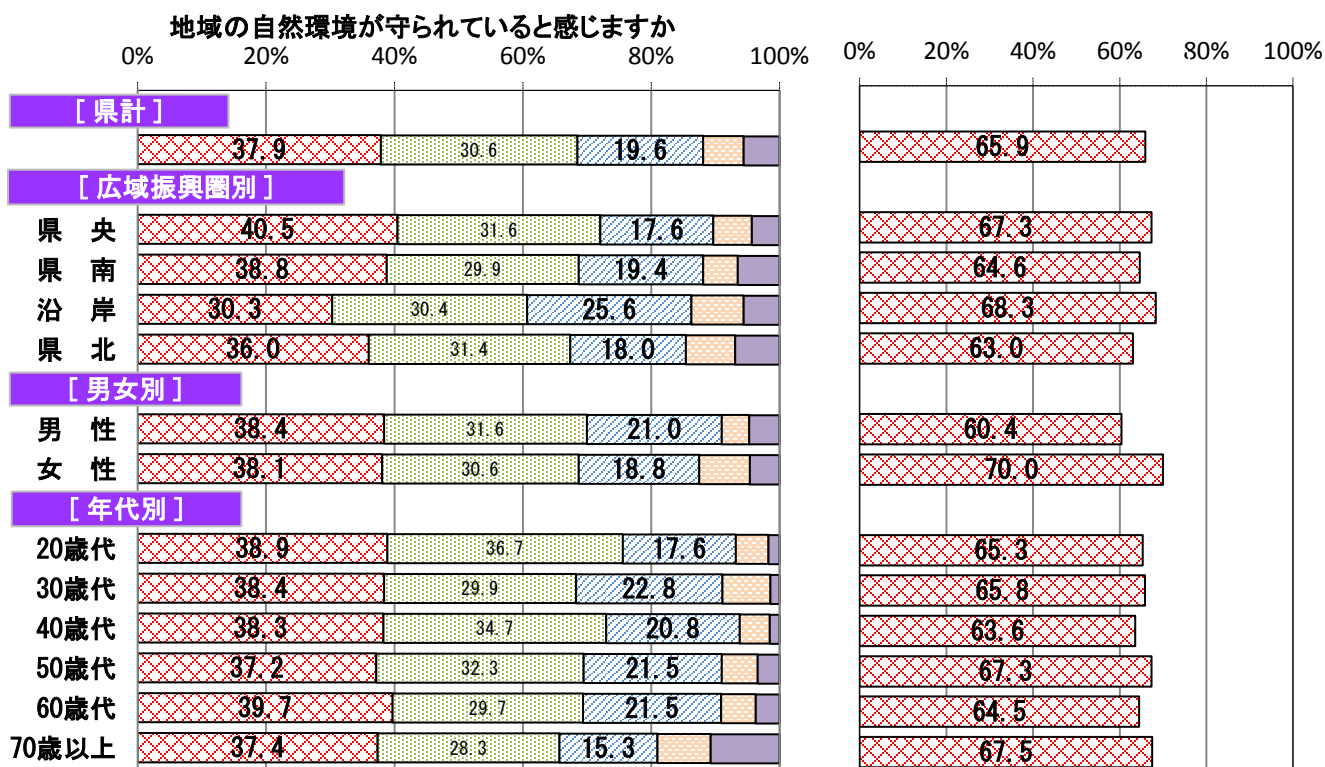 地域の自然環境が守られていると感じますか
0% 20% 40% 60% 80% 100% 0% 20% 40% 60% 80% 100%
[ 県計 ]
37.9 30.6 19.6 65.9
[ 広域振興圏別 ]
県 央 40.5 31.6 17.6 67.3
県 南 38.8 29.9 19.4 64.6
沿 岸 30.3 30.4 25.6 68.3
県 北 36.0 31.4 18.0 63.0
[ 男女別 ]
男 性 38.4 31.6 21.0 60.4
女 性 38.1 30.6 18.8 70.0
[ 年代別 ]
20歳代 38.9 36.7 17.6 65.3
30歳代 38.4 29.9 22.8 65.8
40歳代 38.3 34.7 20.8 63.6
50歳代 37.2 32.3 21.5 67.3
60歳代 39.7 29.7 21.5 64.5
70歳以上 37.4 28.3 15.3 67.5